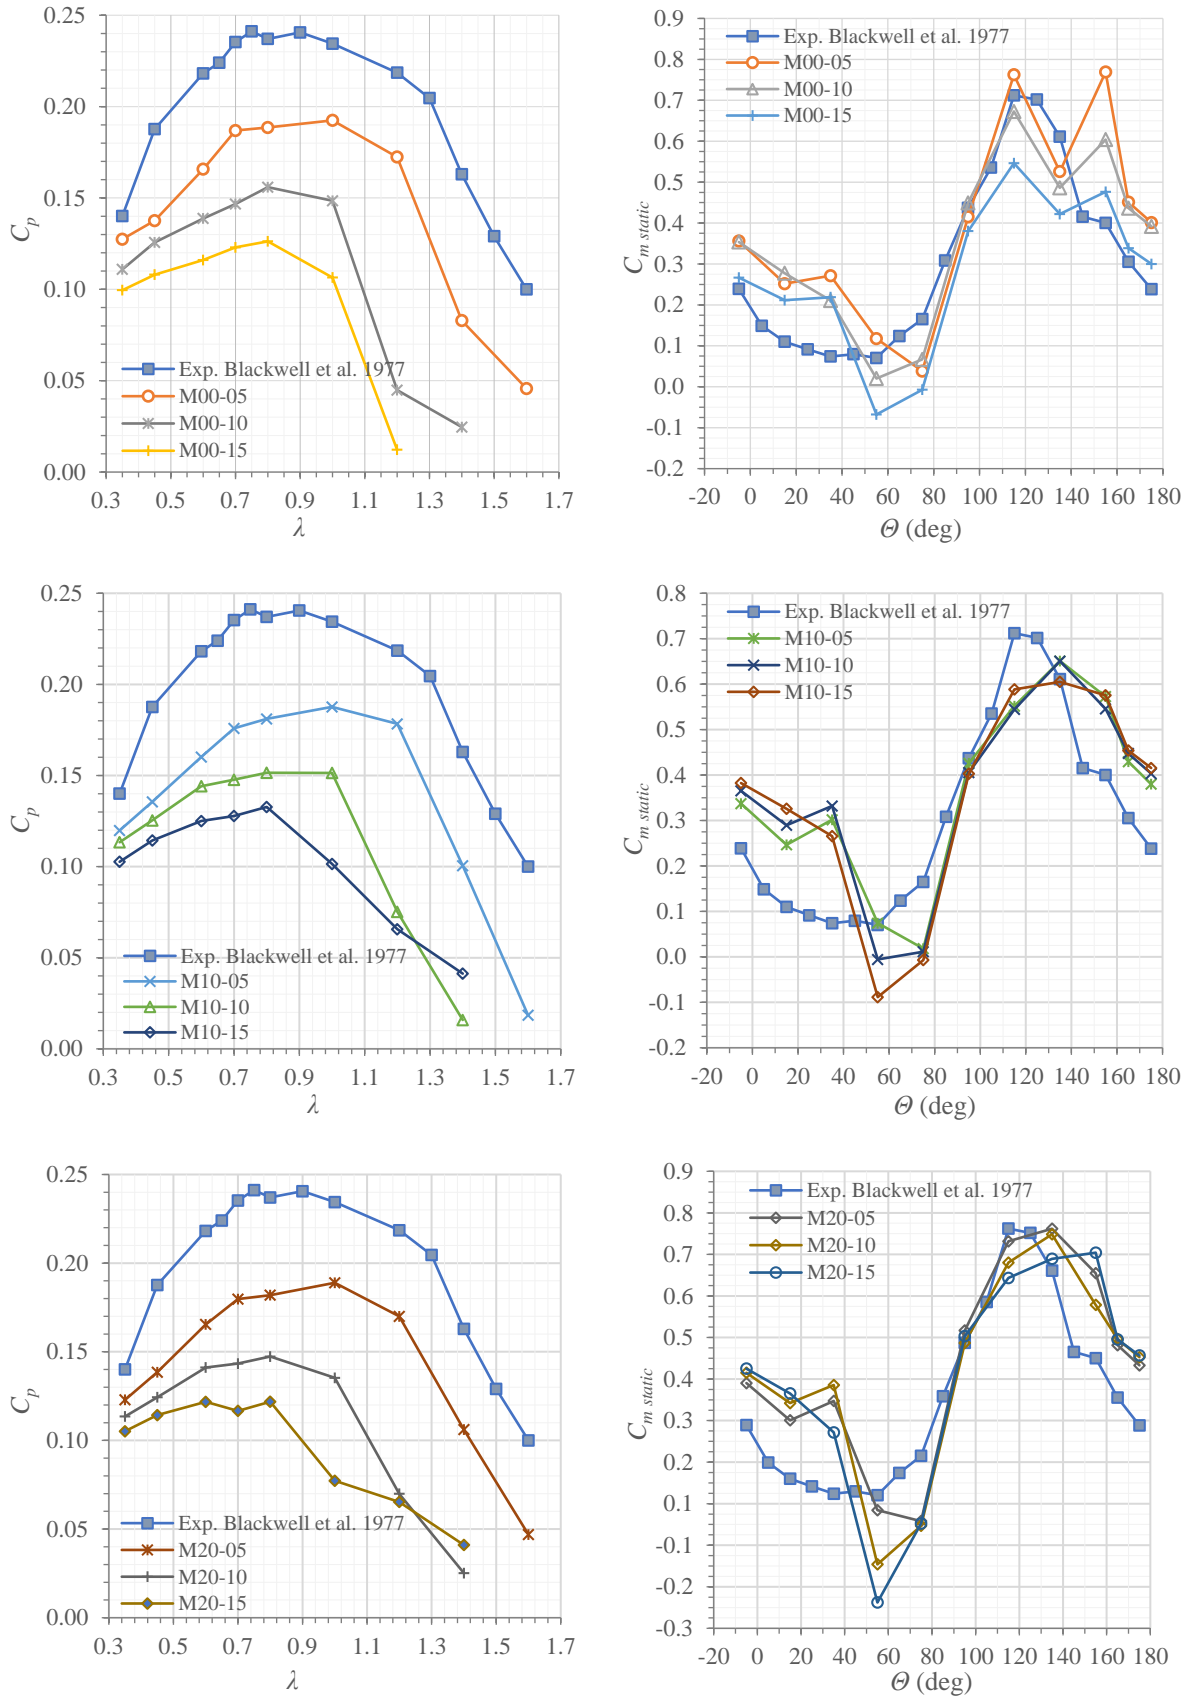 0.25
0.20
0.15
0.10
0.05
0.00
C_p
Exp. Blackwell et al. 1977
M00-05
M00-10
M00-15
0.3 0.5 0.7 0.9 1.1 1.3 1.5 1.7
λ
0.9
0.8
0.7
0.6
0.5
0.4
0.3
0.2
0.0
-0.1
-0.2
C_m static
Exp. Blackwell et al. 1977
M00-05
M00-10
M00-15
-20 0 20 40 60 80 100 120 140 160 180
Θ (deg)
0.25
0.20
0.15
0.10
0.05
0.00
C_p
Exp. Blackwell et al. 1977
M10-05
M10-10
M10-15
0.3 0.5 0.7 0.9 1.1 1.3 1.5 1.7
λ
0.8
0.7
0.6
0.5
0.4
0.3
0.2
0.1
0.0
-0.1
-0.2
C_m static
Exp. Blackwell et al. 1977
M10-05
M10-10
M10-15
-20 0 20 40 60 80 100 120 140 160 180
Θ (deg)
0.25
0.20
0.15
0.10
0.05
0.00
C_p
Exp. Blackwell et al. 1977
M20-05
M20-10
M20-15
0.3 0.5 0.7 0.9 1.1 1.3 1.5 1.7
λ
0.9
0.8
0.7
0.6
0.5
0.4
0.3
0.2
0.1
-0.1
-0.2
-0.3
C_m static
Exp. Blackwell et al. 1977
M20-05
M20-10
M20-15
-20 0 20 40 60 80 100 120 140 160 180
Θ (deg)